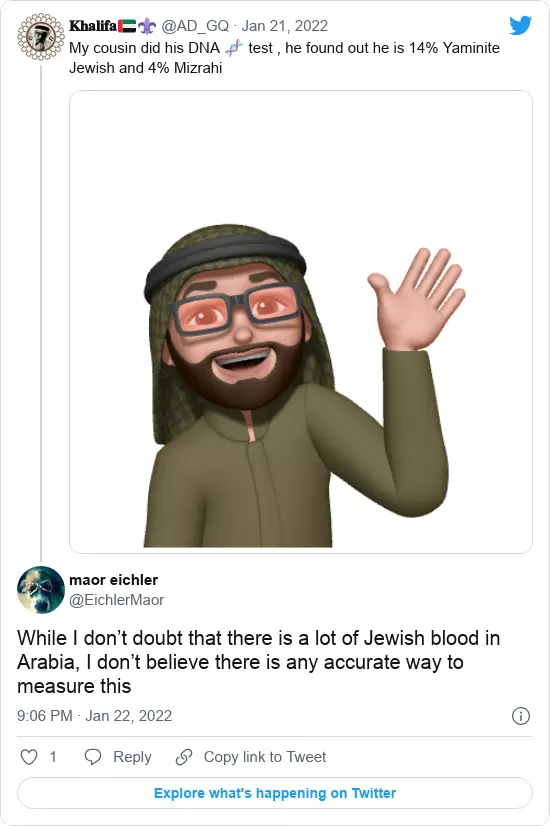 𝐊𝐡𝐚𝐥𝐢𝐟𝐚🇦🇪⚜️ @AD_GQ · Jan 21, 2022
My cousin did his DNA 🧬 test , he found out he is 14% Yaminite
Jewish and 4% Mizrahi
maor eichler
@EichlerMaor
While I don’t doubt that there is a lot of Jewish blood in
Arabia, I don’t believe there is any accurate way to
measure this
9:06 PM · Jan 22, 2022
1 Reply Copy link to Tweet
Explore what's happening on Twitter